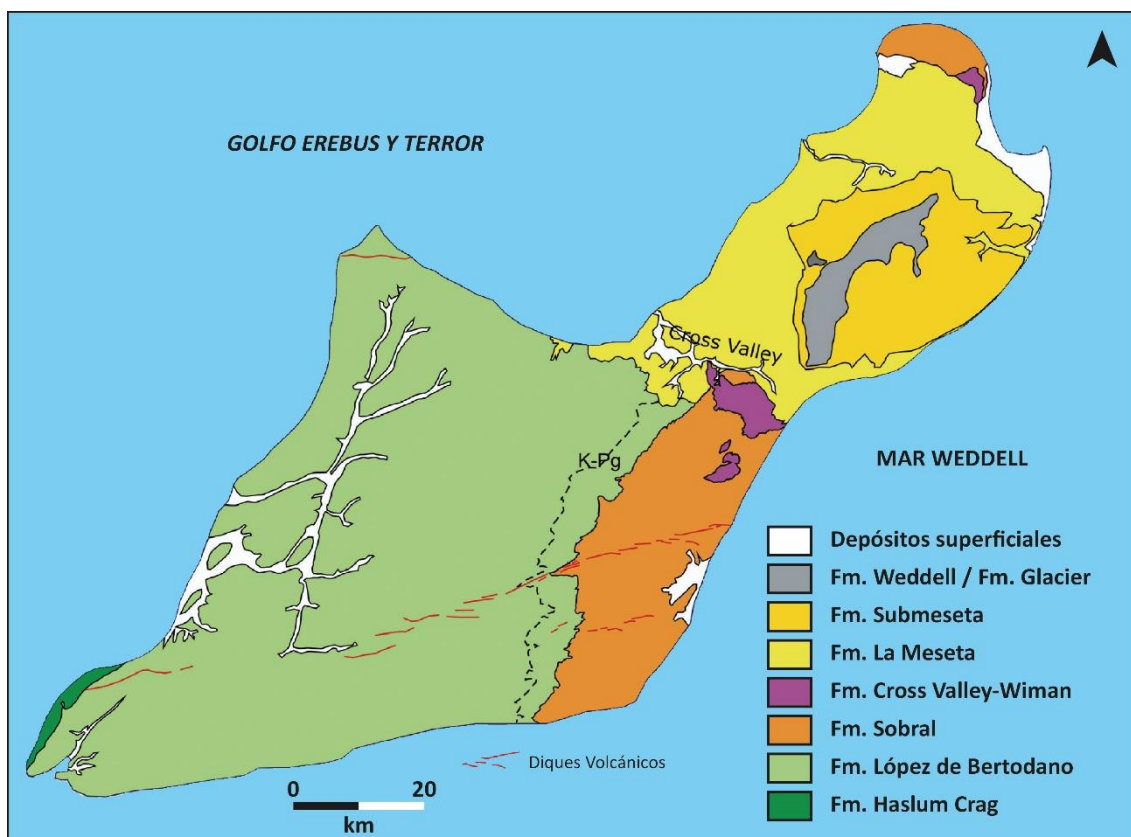 GOLFO EREBUS Y TERROR
Cross Valley
K-Pg
MAR WEDDELL
Depósitos superficiales
Fm. Weddell / Fm. Glacier
Fm. Submeseta
Fm. La Meseta
Fm. Cross Valley-Wiman
Fm. Sobral
Fm. López de Bertodano
Fm. Haslum Crag
Diques Volcánicos
0 20
km